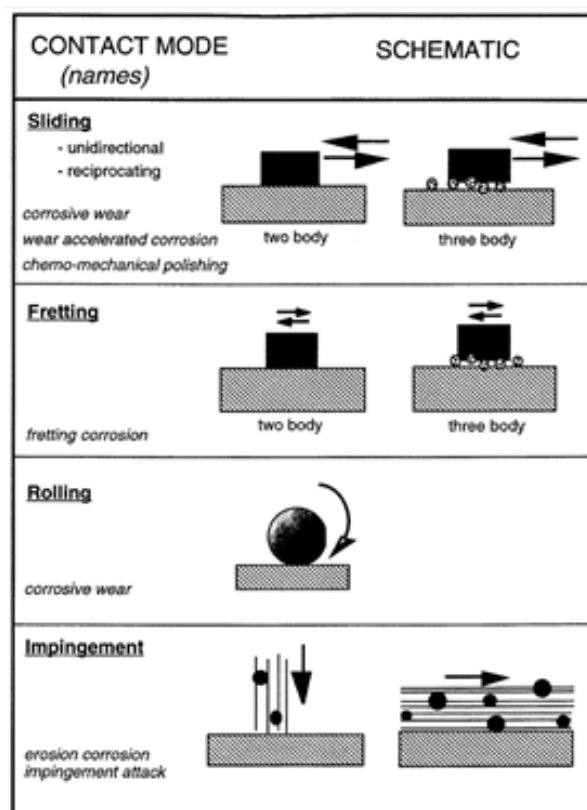 CONTACT MODE
(names)
SCHEMATIC
Sliding
- unidirectional
- reciprocating
corrosive wear
wear accelerated corrosion
chemo-mechanical polishing
two body
three body
Fretting
fretting corrosion
two body
three body
Rolling
corrosive wear
Impingement
erosion corrosion
impingement attack